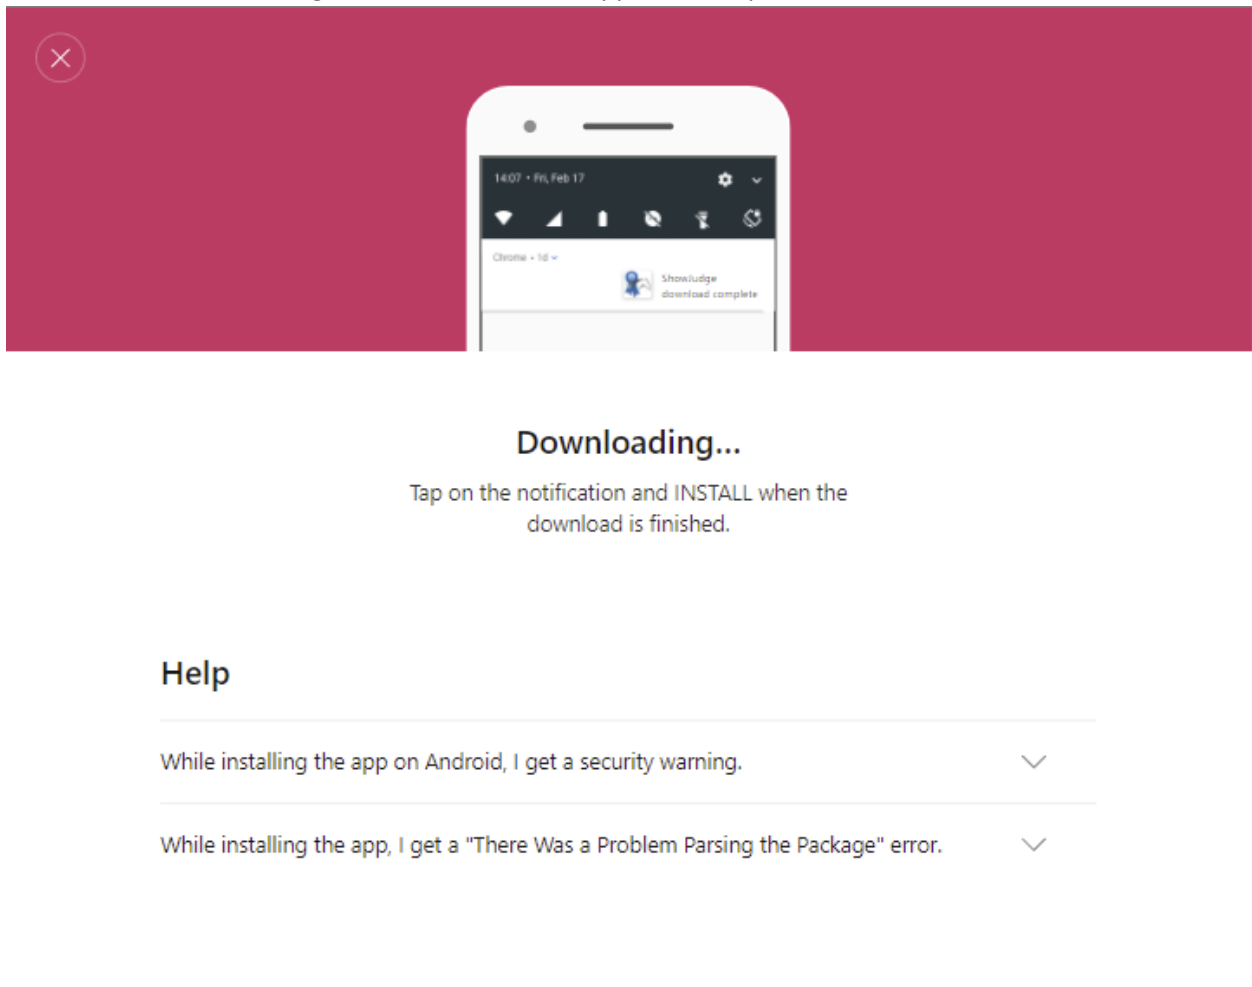 14:07 • Fri, Feb 17
Chrome • 1d
ShowJudge
download complete
Downloading...
Tap on the notification and INSTALL when the
download is finished.
Help
While installing the app on Android, I get a security warning.
While installing the app, I get a "There Was a Problem Parsing the Package" error.